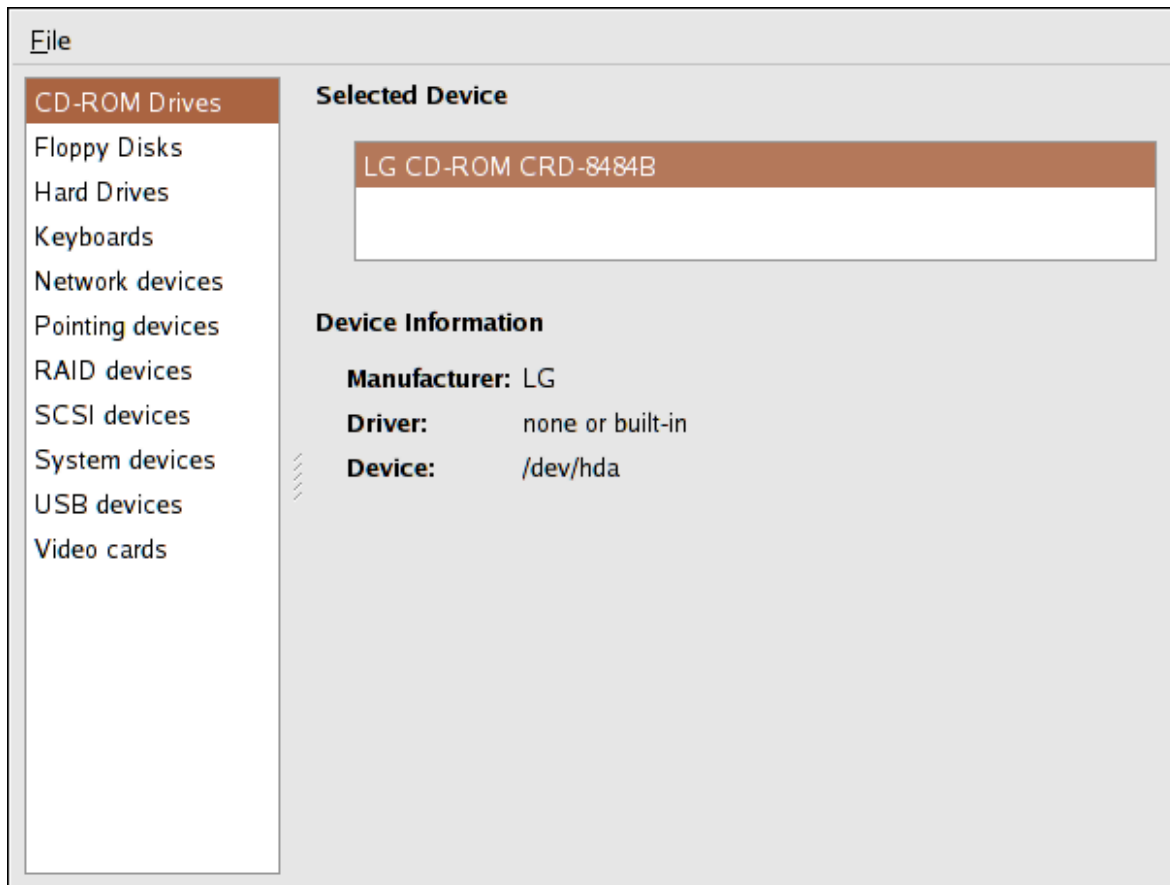 File
CD-ROM Drives
Floppy Disks
Hard Drives
Keyboards
Network devices
Pointing devices
RAID devices
SCSI devices
System devices
USB devices
Video cards
Selected Device
LG CD-ROM CRD-8484B
Device Information
Manufacturer: LG
Driver: none or built-in
Device: /dev/hda